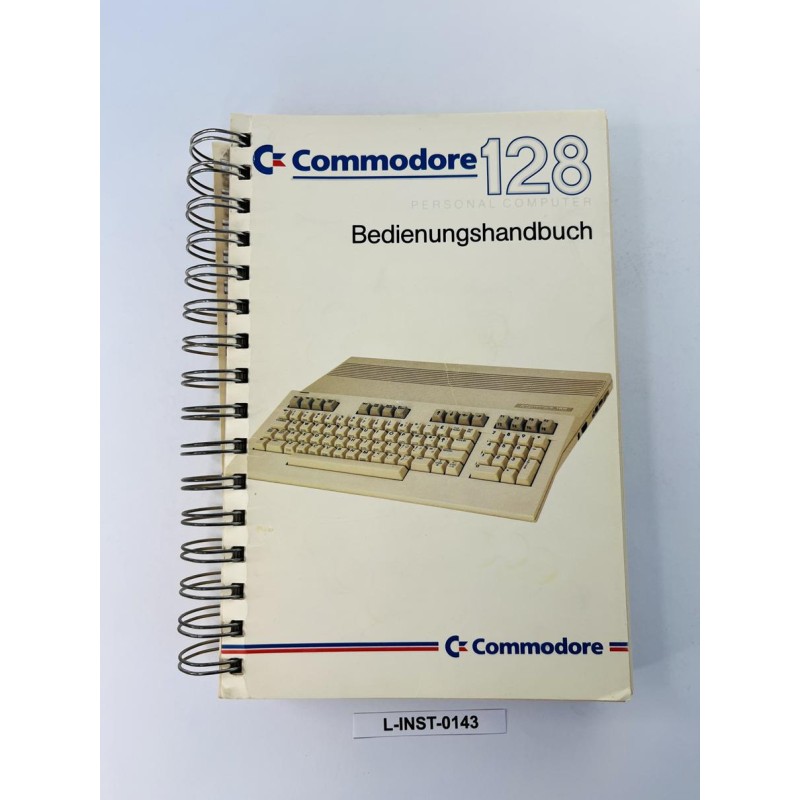 Commodore 128
PERSONAL COMPUTER
Bedienungshandbuch
Commodore
L-INST-0143